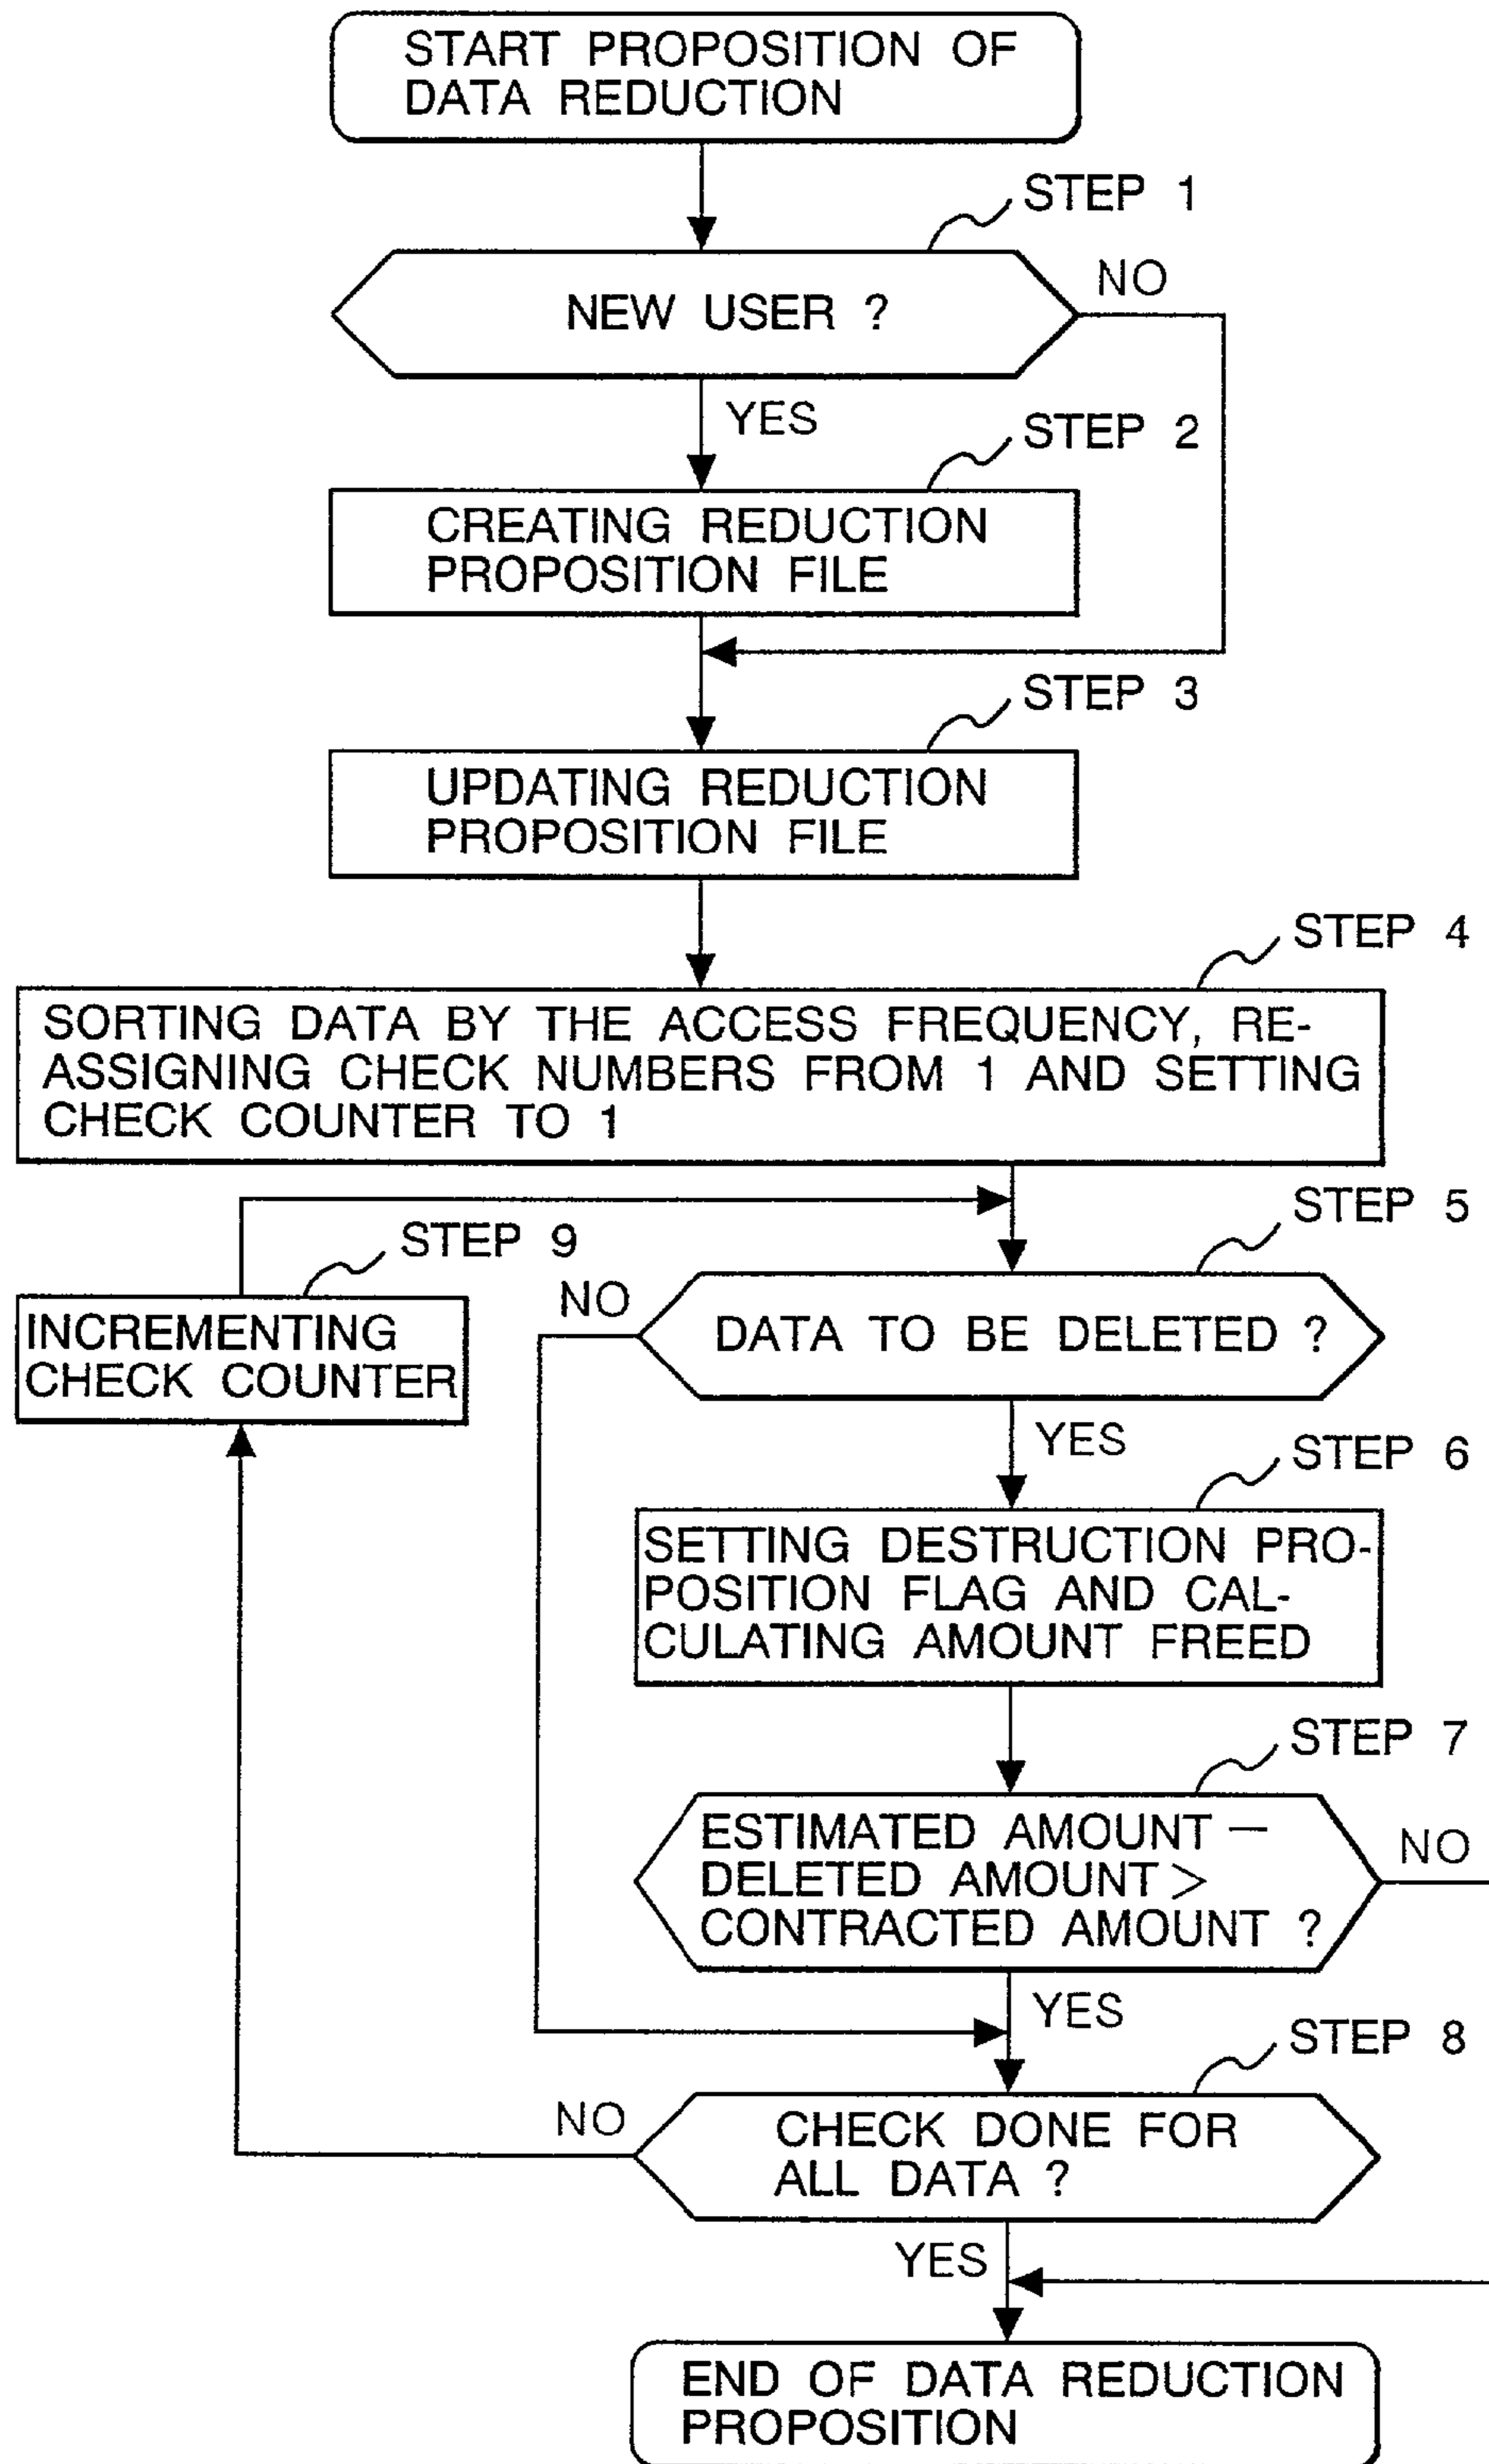 START PROPOSITION OF
DATA REDUCTION
STEP 1
NEW USER ?
NO
YES
STEP 2
CREATING REDUCTION
PROPOSITION FILE
STEP 3
UPDATING REDUCTION
PROPOSITION FILE
STEP 4
SORTING DATA BY THE ACCESS FREQUENCY, RE-
ASSIGNING CHECK NUMBERS FROM 1 AND SETTING
CHECK COUNTER TO 1
STEP 5
STEP 9
INCREMENTING
CHECK COUNTER
NO
DATA TO BE DELETED ?
YES
STEP 6
SETTING DESTRUCTION PRO-
POSITION FLAG AND CAL-
CULATING AMOUNT FREED
STEP 7
ESTIMATED AMOUNT —
DELETED AMOUNT >
CONTRACTED AMOUNT ?
NO
YES
STEP 8
NO
CHECK DONE FOR
ALL DATA ?
YES
END OF DATA REDUCTION
PROPOSITION